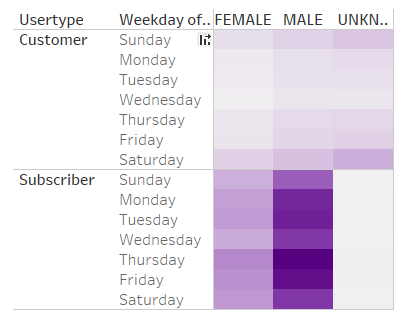 Usertype Weekday of.. FEMALE MALE UNKN..
Customer Sunday
Monday
Tuesday
Wednesday
Thursday
Friday
Saturday
Subscriber Sunday
Monday
Tuesday
Wednesday
Thursday
Friday
Saturday